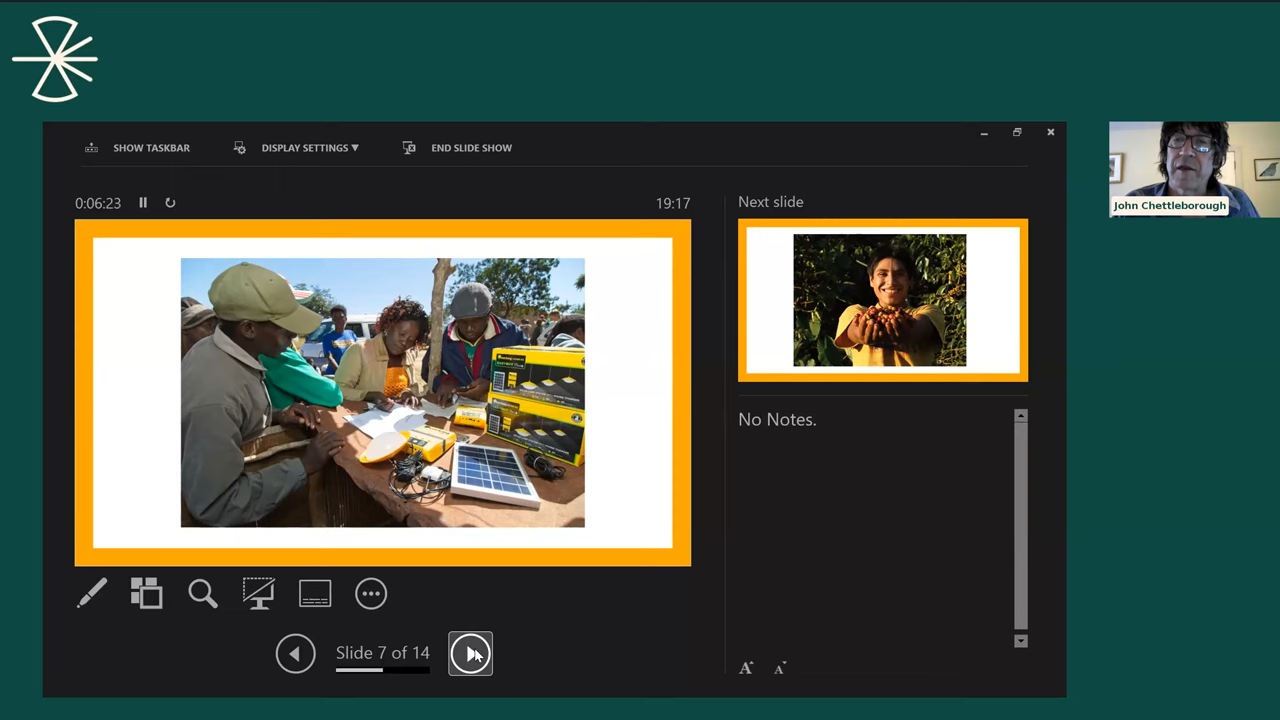 SHOW TASKBAR
DISPLAY SETTINGS ▼
END SLIDE SHOW
0:06:23
19:17
Next slide
No Notes.
Slide 7 of 14
A
A
John Chettleborough